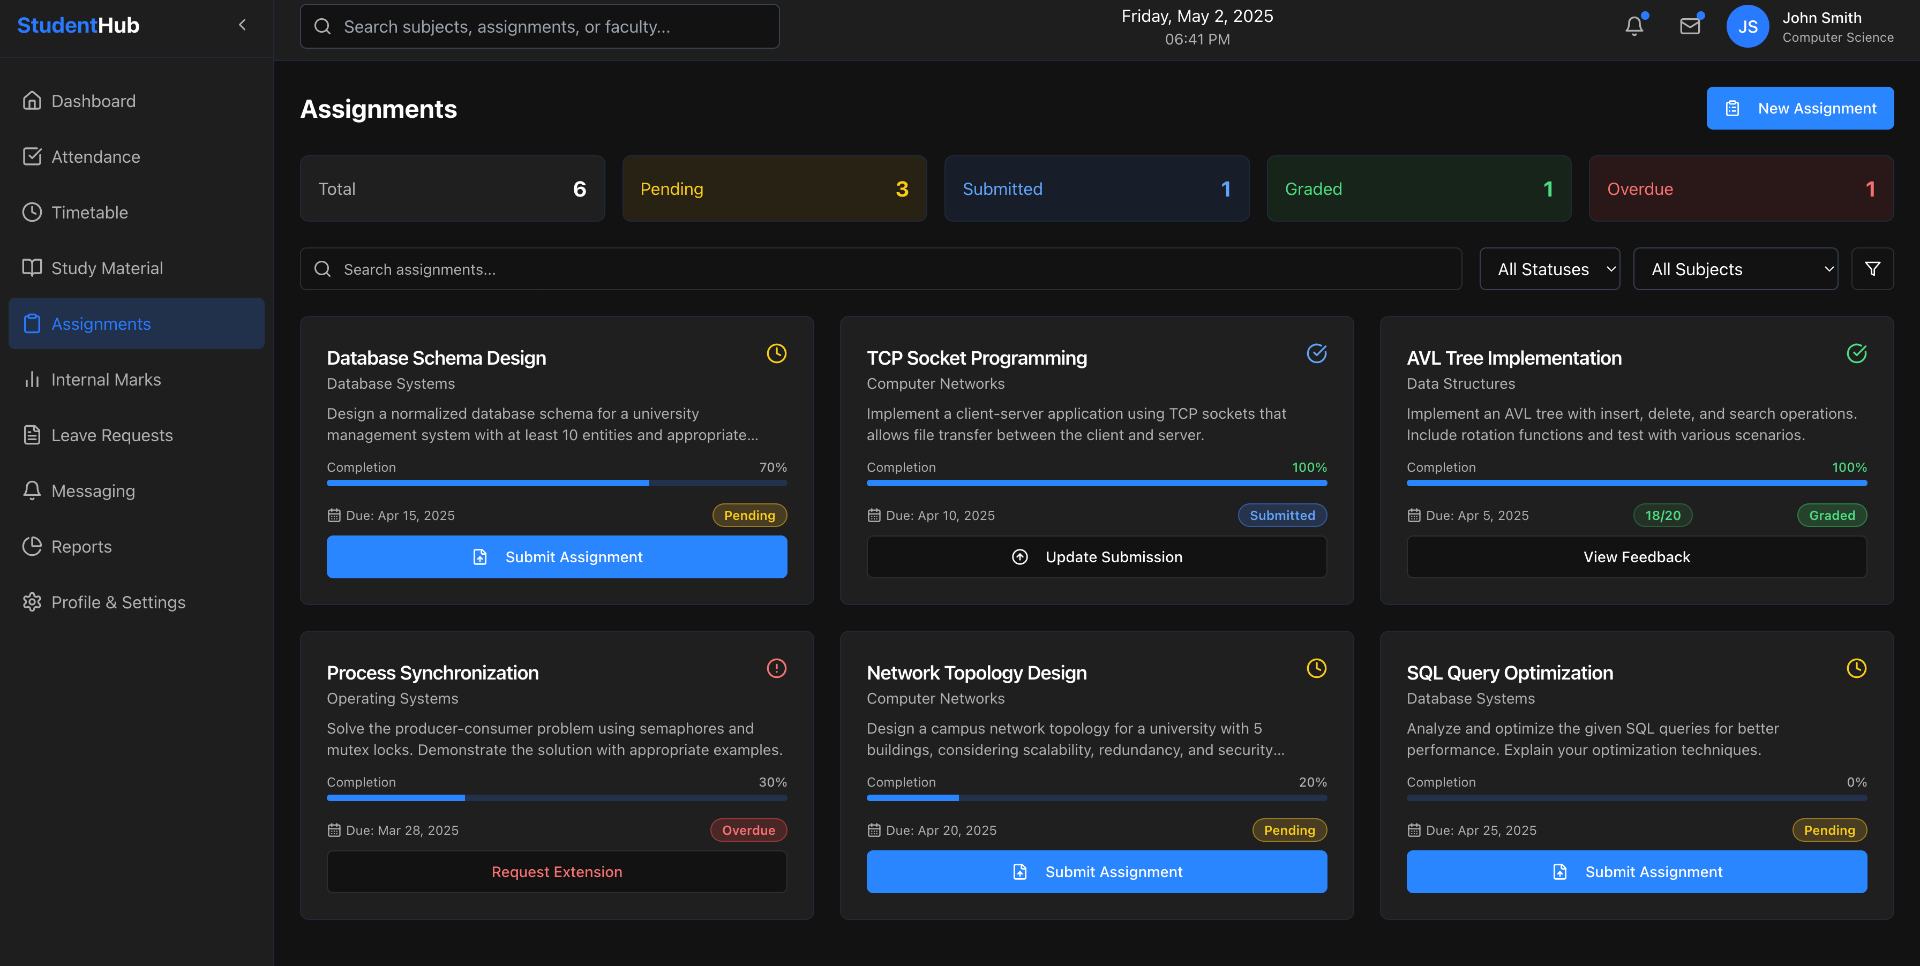 StudentHub
Search subjects, assignments, or faculty...
Friday, May 2, 2025
06:41 PM
JS
John Smith
Computer Science
Dashboard
Attendance
Timetable
Study Material
Assignments
Internal Marks
Leave Requests
Messaging
Reports
Profile & Settings
Assignments
New Assignment
Total 6
Pending 3
Submitted 1
Graded 1
Overdue 1
Search assignments...
All Statuses
All Subjects
Database Schema Design
Database Systems
Design a normalized database schema for a university
management system with at least 10 entities and appropriate...
Completion 70%
Due: Apr 15, 2025 Pending
Submit Assignment
TCP Socket Programming
Computer Networks
Implement a client-server application using TCP sockets that
allows file transfer between the client and server.
Completion 100%
Due: Apr 10, 2025 Submitted
Update Submission
AVL Tree Implementation
Data Structures
Implement an AVL tree with insert, delete, and search operations.
Include rotation functions and test with various scenarios.
Completion 100%
Due: Apr 5, 2025 18/20 Graded
View Feedback
Process Synchronization
Operating Systems
Solve the producer-consumer problem using semaphores and
mutex locks. Demonstrate the solution with appropriate examples.
Completion 30%
Due: Mar 28, 2025 Overdue
Request Extension
Network Topology Design
Computer Networks
Design a campus network topology for a university with 5
buildings, considering scalability, redundancy, and security...
Completion 20%
Due: Apr 20, 2025 Pending
Submit Assignment
SQL Query Optimization
Database Systems
Analyze and optimize the given SQL queries for better
performance. Explain your optimization techniques.
Completion 0%
Due: Apr 25, 2025 Pending
Submit Assignment